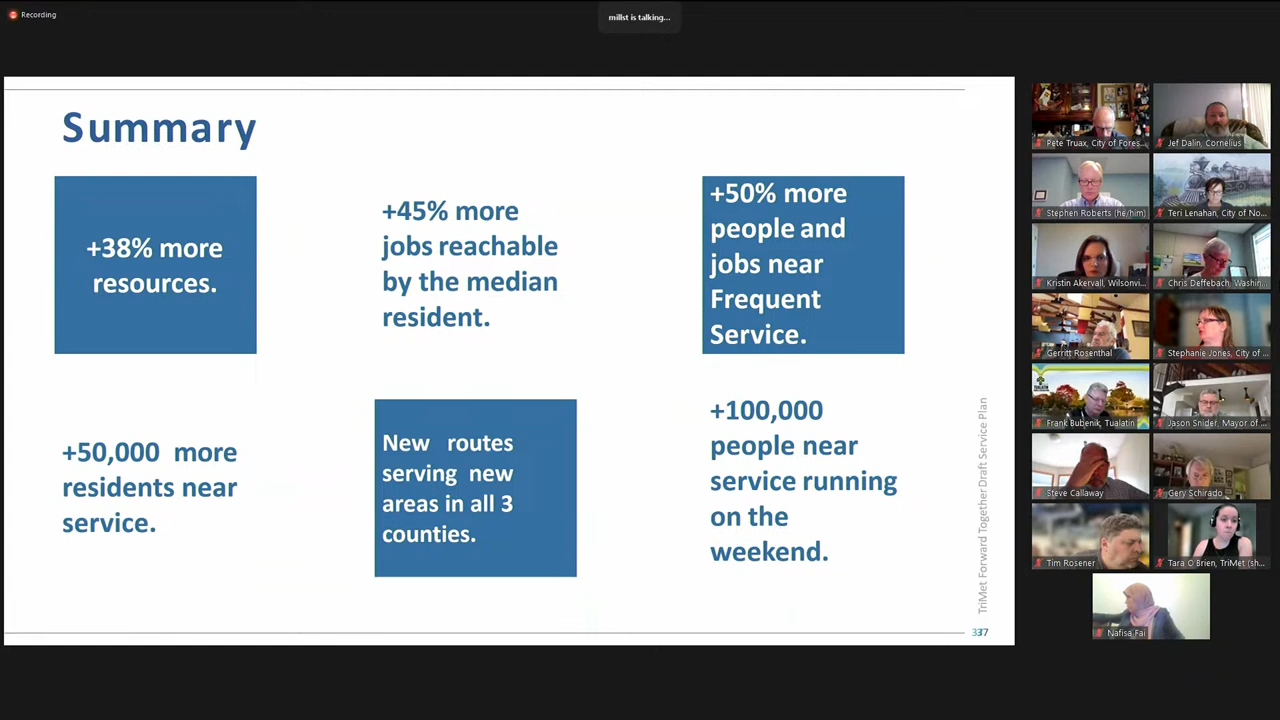 Recording
millst is talking...
Summary
+38% more
resources.
+45% more
jobs reachable
by the median
resident.
+50% more
people and
jobs near
Frequent
Service.
+50,000 more
residents near
service.
New routes
serving new
areas in all 3
counties.
+100,000
people near
service running
on the
weekend.
TriMet Forward Together Draft Service Plan
Pete Truax, City of Fores...
Jef Dalin, Cornelius
Stephen Roberts (he/him)
Teri Lenahan, City of No...
Kristin Akervall, Wilsonvi...
Chris Deffebach, Washin...
Gerritt Rosenthal
Stephanie Jones, City of ...
TUALATIN
Frank Bubenik, Tualatin
Jason Snider, Mayor of ...
Steve Callaway
Gery Schirado
Tim Rosener
Tara O Brien, TriMet (sh...
Nafisa Fai